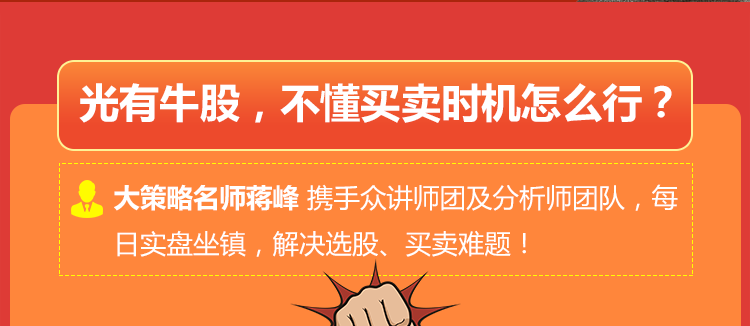 光有牛股，不懂买卖时机怎么行？
大策略名师蒋峰 携手众讲师团及分析师团队，每
日实盘坐镇，解决选股、买卖难题！